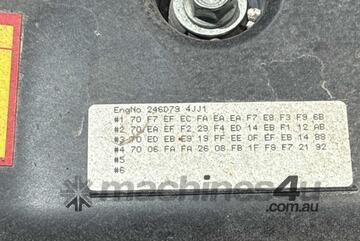 EngNo 246D79 4JJ1
#1 70 F7 EF EC FA EA EA F7 E8 F3 F9 6B
#2 70 EA EF F2 29 F4 ED 14 EB F1 12 AB
#3 70 ED EB E9 19 FF EE 0F EF EB 14 88
#4 70 06 FA FA 26 08 FB 1F F9 F7 21 92
#5
#6
machines4u
.com.au